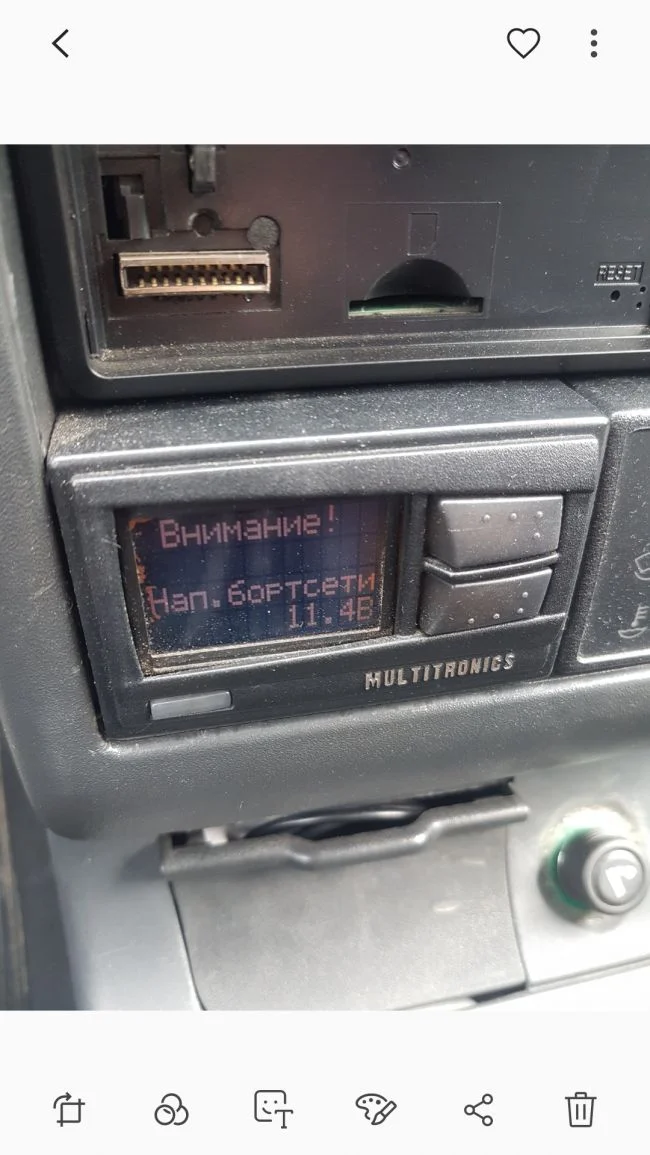 RESET
Внимание!
Нап.бортсети
11.4В
MULTITRONICS